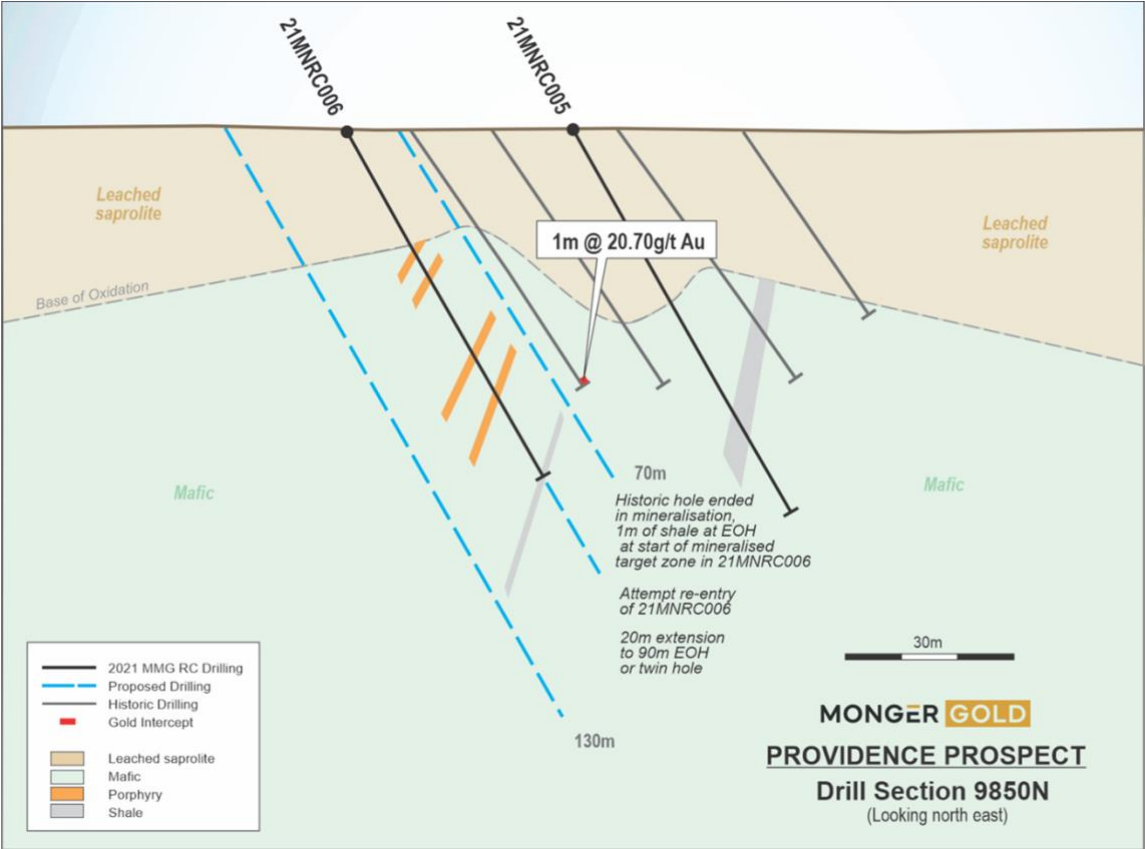 21MNRC006
21MNRC005
Leached
saprolite
Leached
saprolite
1m @ 20.70g/t Au
Base of Oxidation
Mafic
Mafic
70m
Historic hole ended
in mineralisation,
1m of shale at EOH
at start of mineralised
target zone in 21MNRC006
Attempt re-entry
of 21MNRC006
20m extension
to 90m EOH
or twin hole
130m
30m
2021 MMG RC Drilling
Proposed Drilling
Historic Drilling
Gold Intercept
Leached saprolite
Mafic
Porphyry
Shale
MONGER GOLD
PROVIDENCE PROSPECT
Drill Section 9850N
(Looking north east)